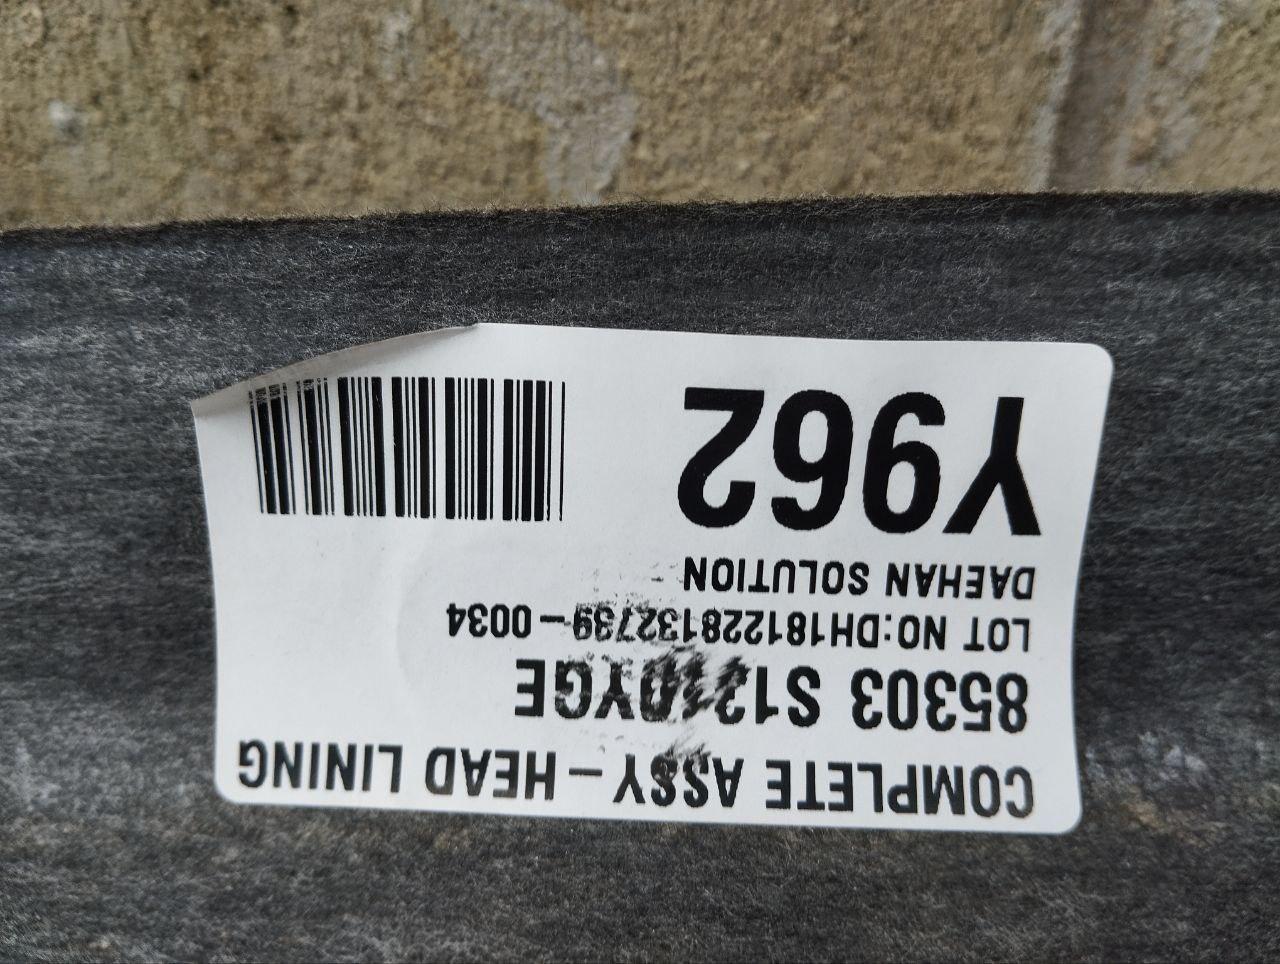 Y962
DAEHAN SOLUTION
LOT NO:DH181228132739-0034
85303
COMPLETE ASSY-HEAD LINING